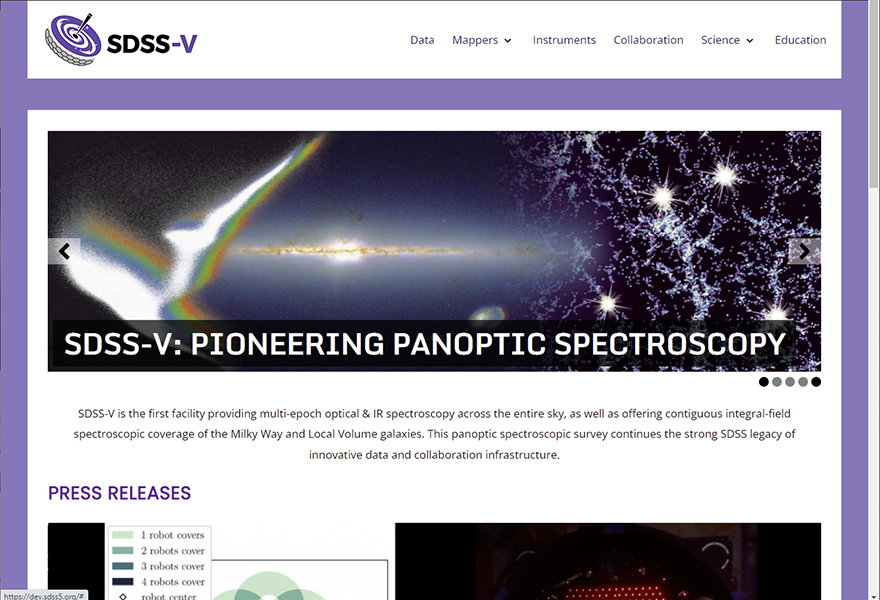 SDSS-V
Data Mappers Instruments Collaboration Science Education
SDSS-V: PIONEERING PANOPTIC SPECTROSCOPY
SDSS-V is the first facility providing multi-epoch optical & IR spectroscopy across the entire sky, as well as offering contiguous integral-field
spectroscopic coverage of the Milky Way and Local Volume galaxies. This panoptic spectroscopic survey continues the strong SDSS legacy of
innovative data and collaboration infrastructure.
PRESS RELEASES
1 robot covers
2 robots cover
3 robots cover
4 robots cover
robot center
https://dev.sdss5.org/#